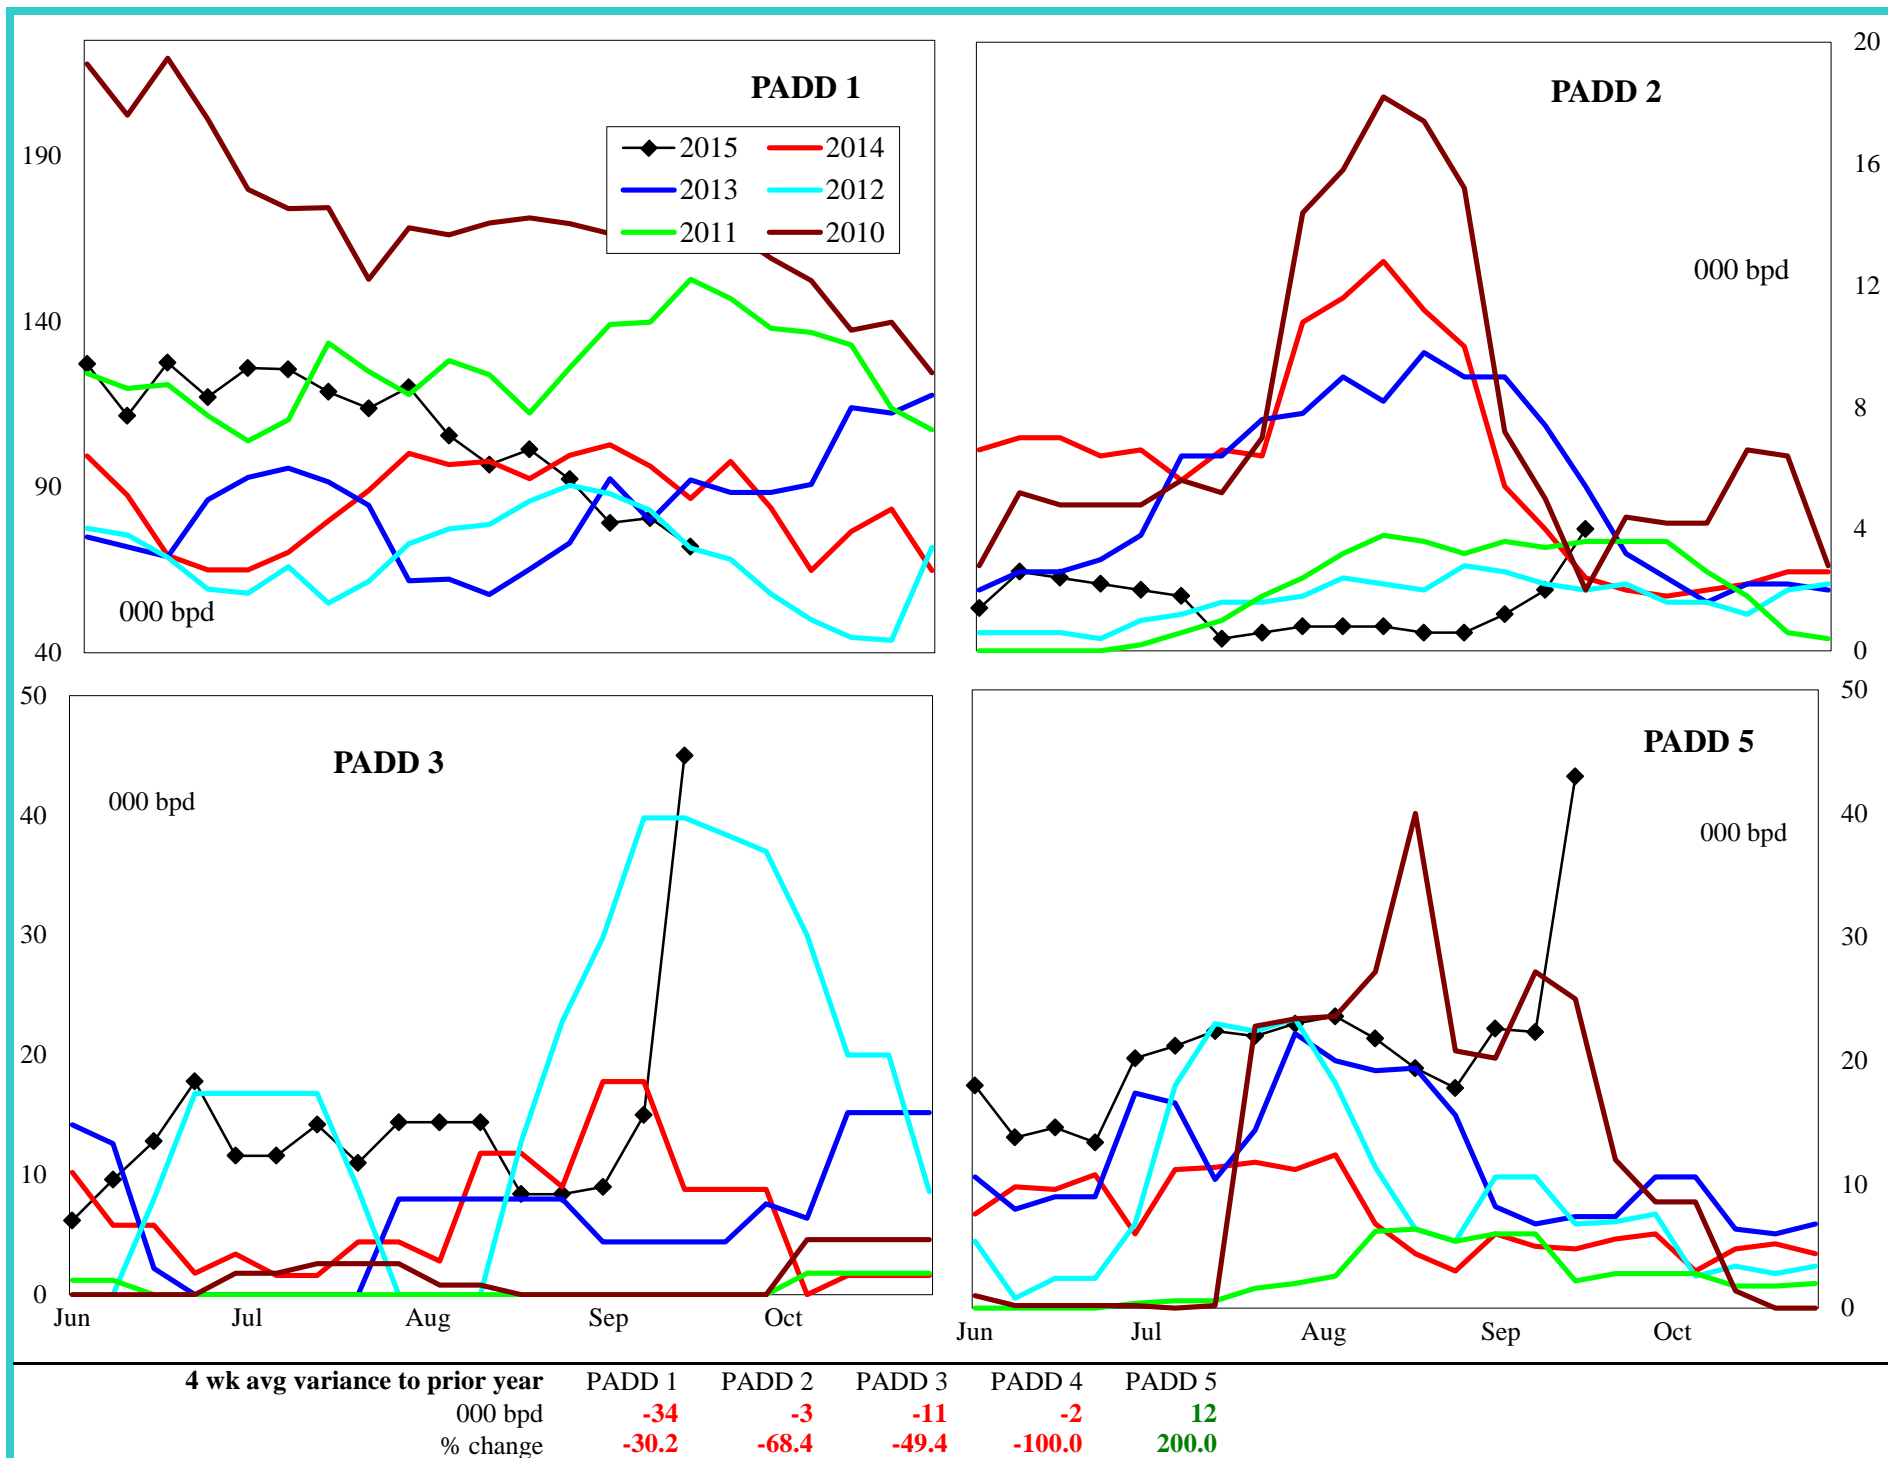 PADD 1
190
140
90
40
2015 2014
2013 2012
2011 2010
000 bpd
PADD 2
20
16
12
8
4
0
000 bpd
PADD 3
50
40
30
20
10
0
000 bpd
Jun Jul Aug Sep Oct
PADD 5
50
40
30
20
10
0
000 bpd
Jun Jul Aug Sep Oct
4 wk avg variance to prior year PADD 1 PADD 2 PADD 3 PADD 4 PADD 5
000 bpd -34 -3 -11 -2 12
% change -30.2 -68.4 -49.4 -100.0 200.0